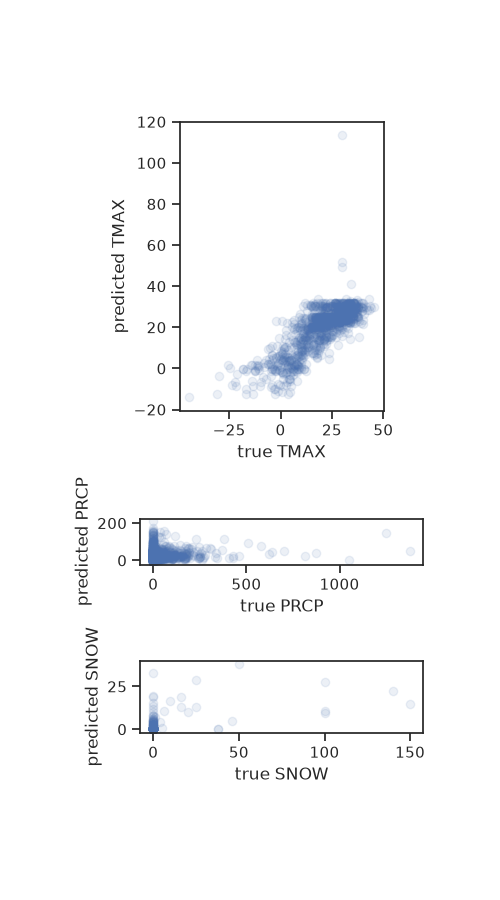 120
100
80
60
40
20
0
−20
predicted TMAX
−25 0 25 50
true TMAX
200
0
predicted PRCP
0 500 1000
true PRCP
25
0
predicted SNOW
0 50 100 150
true SNOW